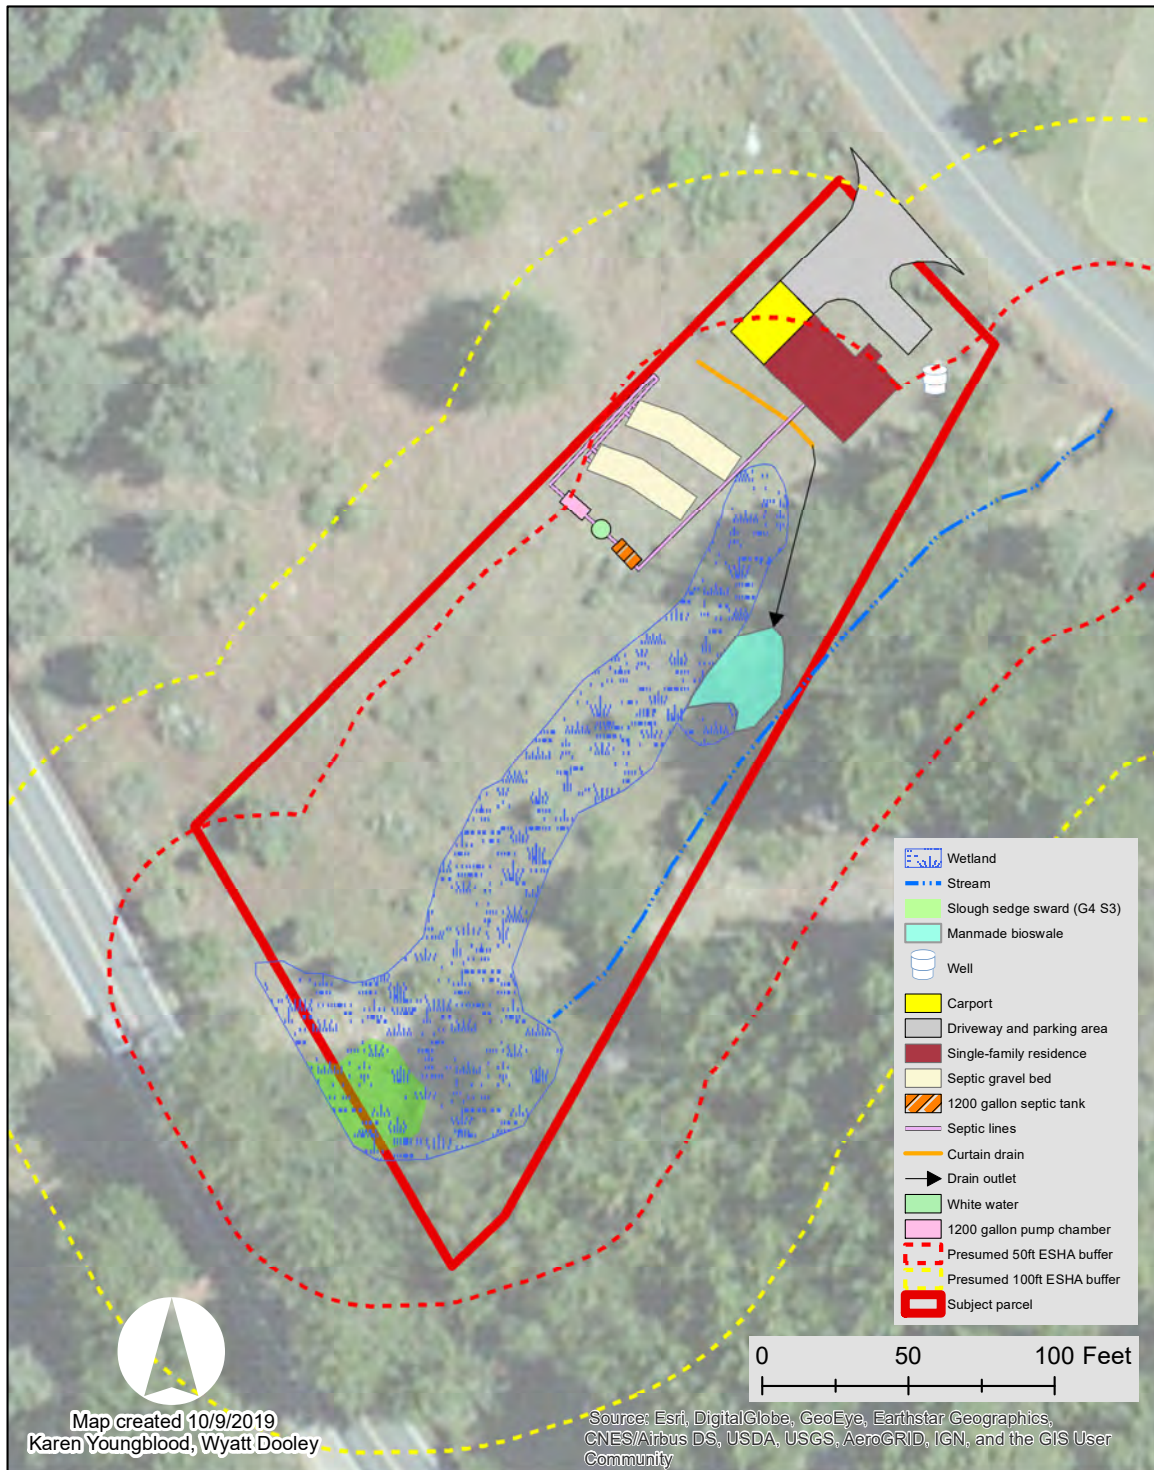 Wetland
Stream
Slough sedge sward (G4 S3)
Manmade bioswale
Well
Carport
Driveway and parking area
Single-family residence
Septic gravel bed
1200 gallon septic tank
Septic lines
Curtain drain
Drain outlet
White water
1200 gallon pump chamber
Presumed 50ft ESHA buffer
Presumed 100ft ESHA buffer
Subject parcel
0 50 100 Feet
Map created 10/9/2019
Karen Youngblood, Wyatt Dooley
Source: Esri, DigitalGlobe, GeoEye, Earthstar Geographics,
CNES/Airbus DS, USDA, USGS, AeroGRID, IGN, and the GIS User
Community